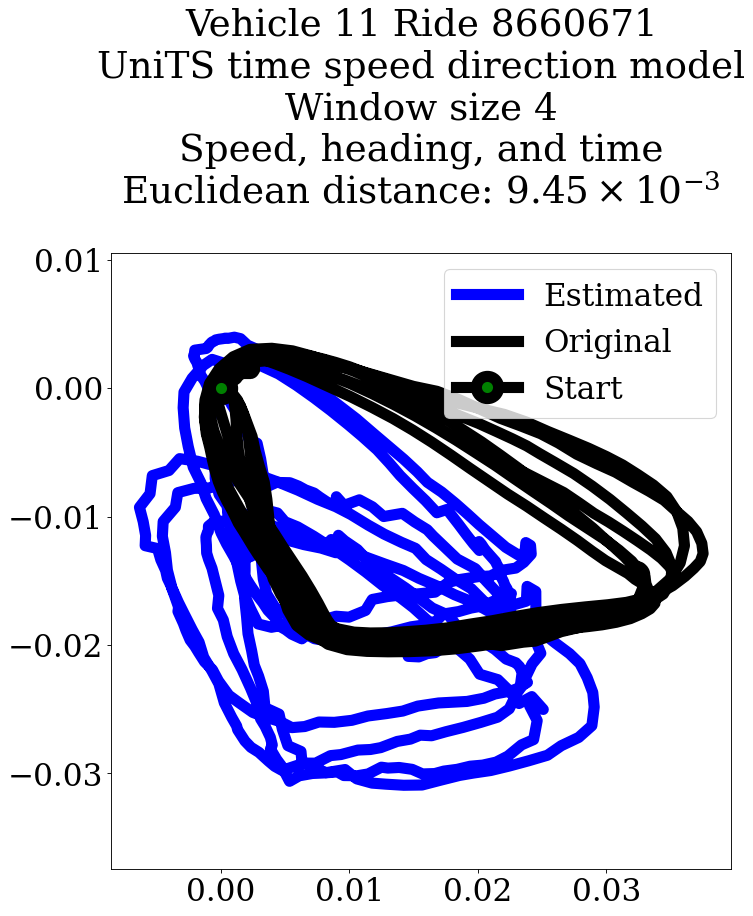 Vehicle 11 Ride 8660671
UniTS time speed direction model
Window size 4
Speed, heading, and time
Euclidean distance: 9.45 × 10⁻³
0.01
0.00
−0.01
−0.02
−0.03
Estimated
Original
Start
0.00 0.01 0.02 0.03